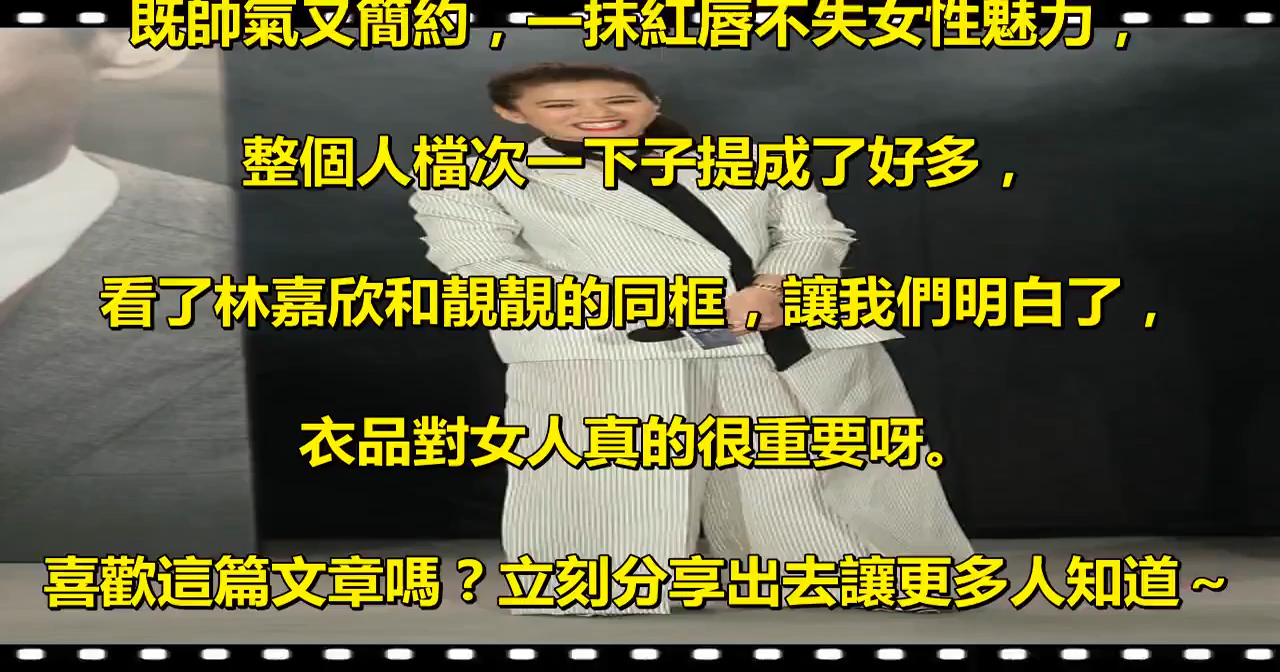 既帥氣又簡約，一抹紅唇不失女性魅力，
整個人檔次一下子提成了好多，
看了林嘉欣和靚靚的同框，讓我們明白了，
衣品對女人真的很重要呀。
喜歡這篇文章嗎？立刻分享出去讓更多人知道～